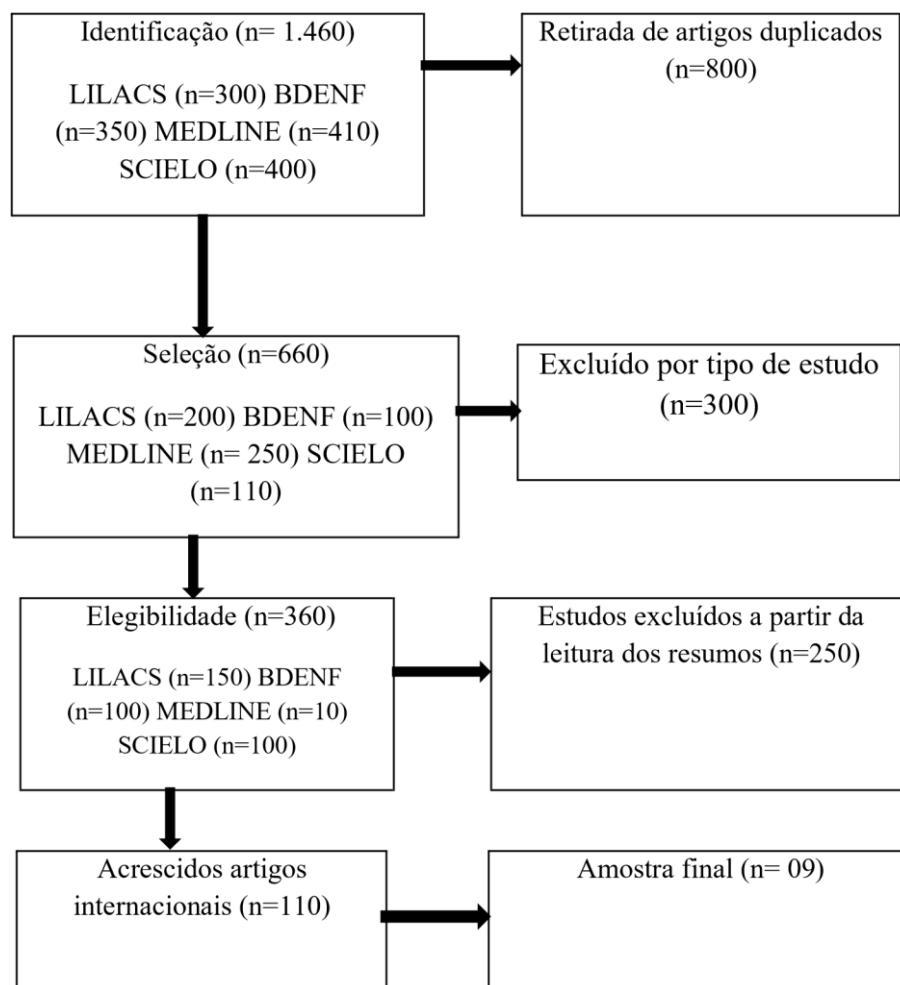 Identificação (n= 1.460)
LILACS (n=300) BDENF
(n=350) MEDLINE (n=410)
SCIELO (n=400)
Retirada de artigos duplicados
(n=800)
Seleção (n=660)
LILACS (n=200) BDENF (n=100)
MEDLINE (n= 250) SCIELO
(n=110)
Excluído por tipo de estudo
(n=300)
Elegibilidade (n=360)
LILACS (n=150) BDENF
(n=100) MEDLINE (n=10)
SCIELO (n=100)
Estudos excluídos a partir da
leitura dos resumos (n=250)
Acrescidos artigos
internacionais (n=110)
Amostra final (n= 09)